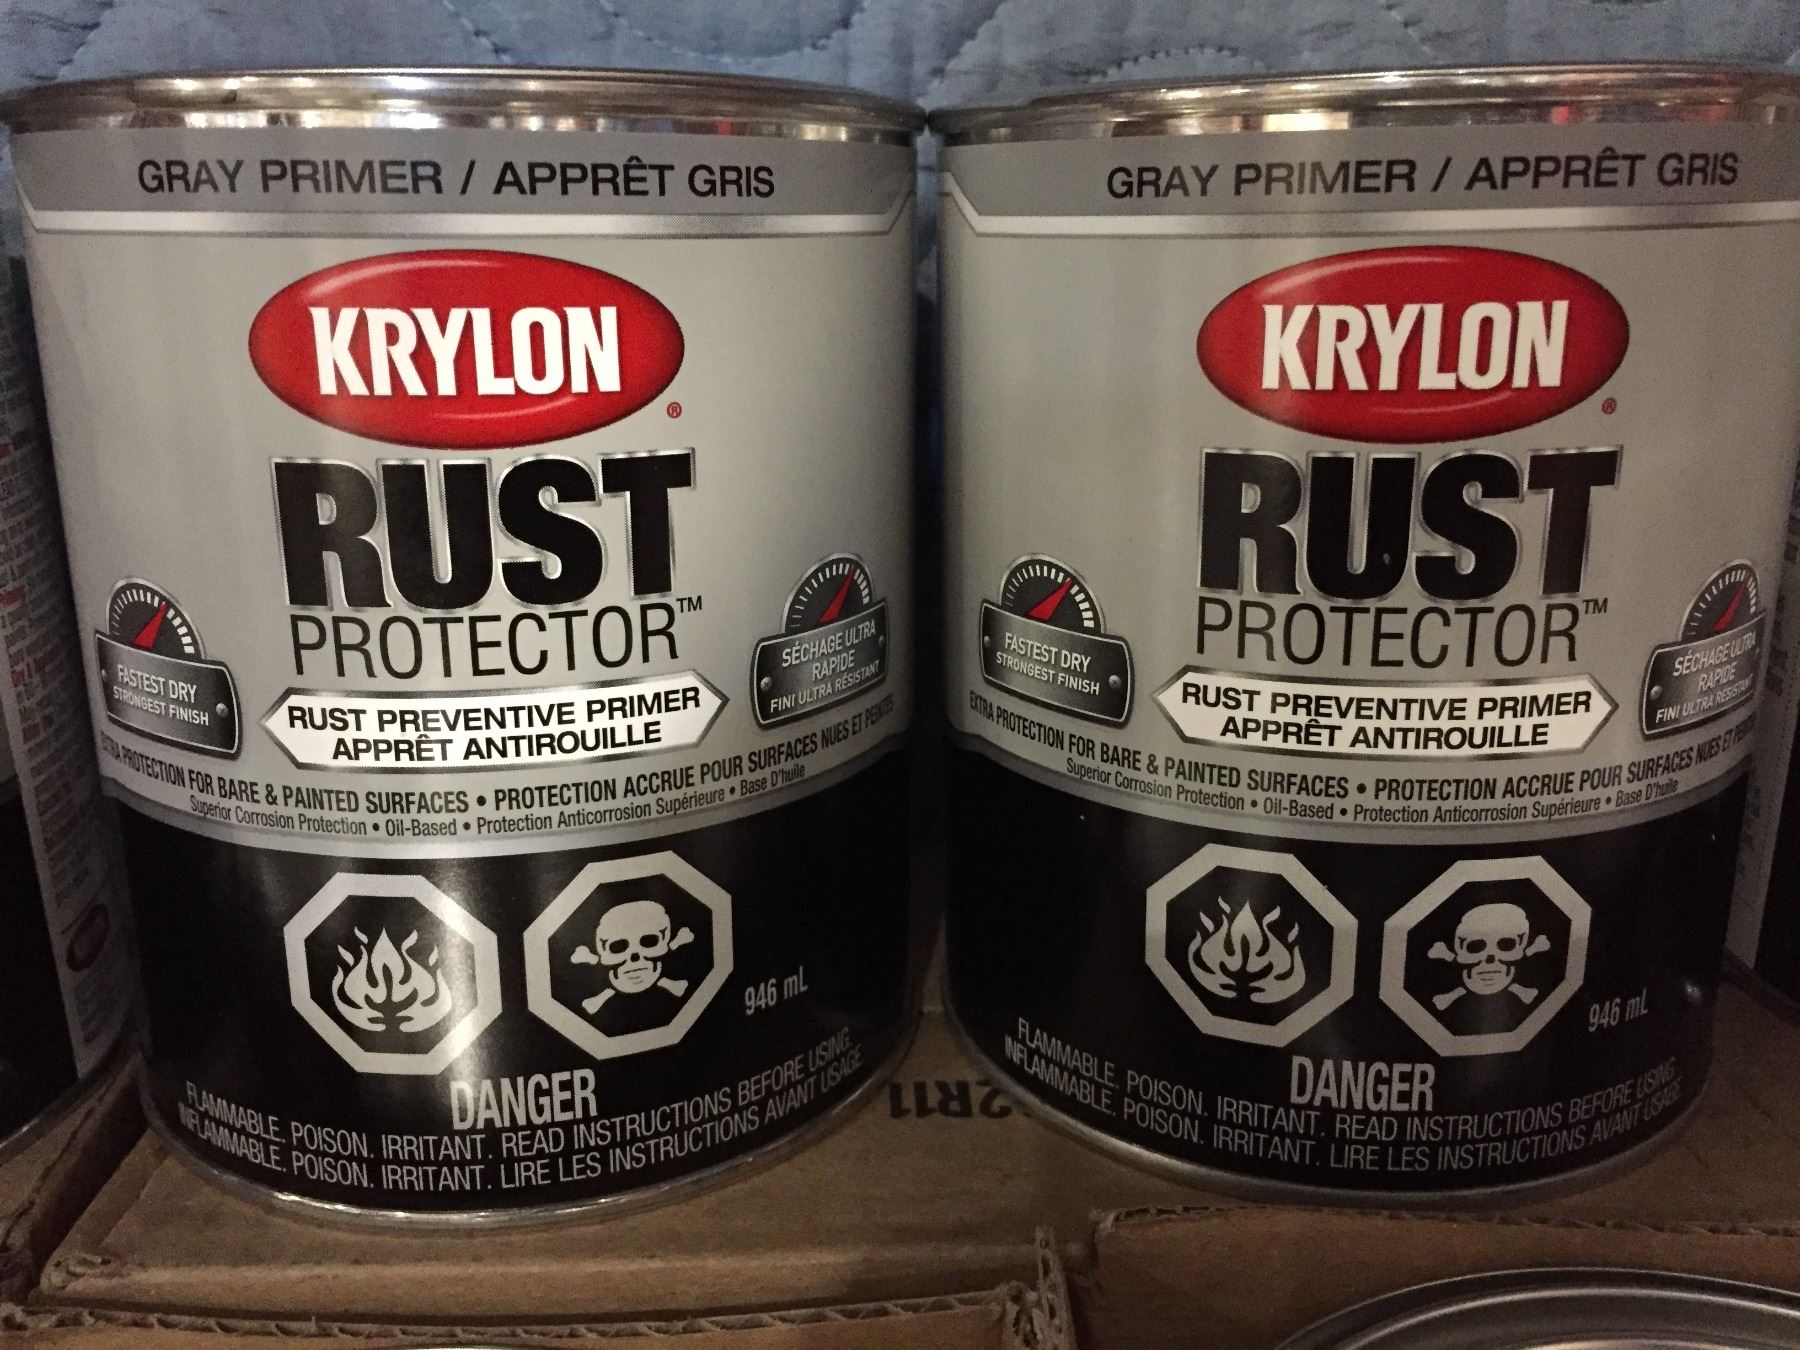 GRAY PRIMER / APPRÊT GRIS
KRYLON
®
RUST
PROTECTOR™
FASTEST DRY
STRONGEST FINISH
SÉCHAGE ULTRA
RAPIDE
FINI ULTRA RÉSISTANT
RUST PREVENTIVE PRIMER
APPRÊT ANTIROUILLE
EXTRA PROTECTION FOR BARE & PAINTED SURFACES • PROTECTION ACCRUE POUR SURFACES NUES ET PEINTES
Superior Corrosion Protection • Oil-Based • Protection Anticorrosion Supérieure • Base D'huile
946 mL
DANGER
FLAMMABLE. POISON. IRRITANT. READ INSTRUCTIONS BEFORE USING.
INFLAMMABLE. POISON. IRRITANT. LIRE LES INSTRUCTIONS AVANT USAGE
GRAY PRIMER / APPRÊT GRIS
KRYLON
®
RUST
PROTECTOR™
FASTEST DRY
STRONGEST FINISH
SÉCHAGE ULTRA
RAPIDE
FINI ULTRA RÉSISTANT
RUST PREVENTIVE PRIMER
APPRÊT ANTIROUILLE
EXTRA PROTECTION FOR BARE & PAINTED SURFACES • PROTECTION ACCRUE POUR SURFACES NUES ET PEINTES
Superior Corrosion Protection • Oil-Based • Protection Anticorrosion Supérieure • Base D'huile
946 mL
DANGER
FLAMMABLE. POISON. IRRITANT. READ INSTRUCTIONS BEFORE USING.
INFLAMMABLE. POISON. IRRITANT. LIRE LES INSTRUCTIONS AVANT USAGE
2R11